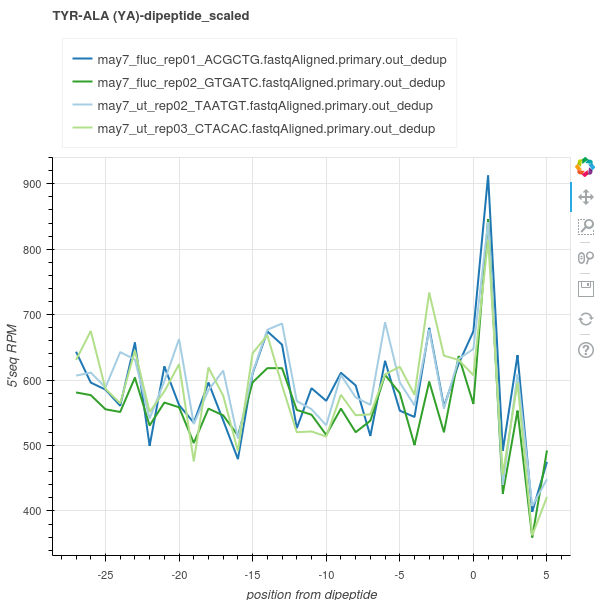 TYR-ALA (YA)-dipeptide_scaled
may7_fluc_rep01_ACGCTG.fastqAligned.primary.out_dedup
may7_fluc_rep02_GTGATC.fastqAligned.primary.out_dedup
may7_ut_rep02_TAATGT.fastqAligned.primary.out_dedup
may7_ut_rep03_CTACAC.fastqAligned.primary.out_dedup
900
800
700
600
500
400
5'seq RPM
-25 -20 -15 -10 -5 0 5
position from dipeptide